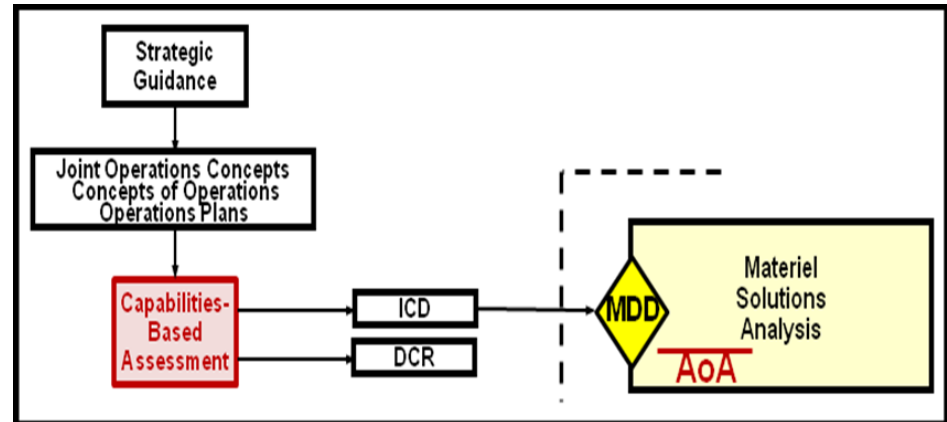 Strategic
Guidance
Joint Operations Concepts
Concepts of Operations
Operations Plans
Capabilities-
Based
Assessment
ICD
DCR
MDD
Materiel
Solutions
Analysis
AoA